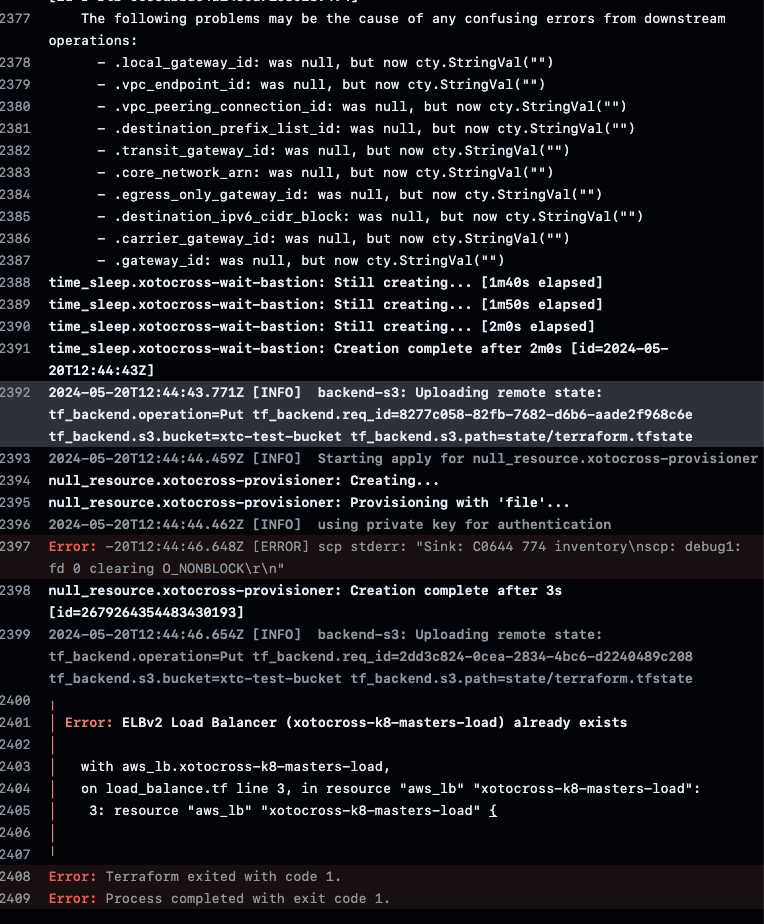 2377 The following problems may be the cause of any confusing errors from downstream
operations:
2378 - .local_gateway_id: was null, but now cty.StringVal("")
2379 - .vpc_endpoint_id: was null, but now cty.StringVal("")
2380 - .vpc_peering_connection_id: was null, but now cty.StringVal("")
2381 - .destination_prefix_list_id: was null, but now cty.StringVal("")
2382 - .transit_gateway_id: was null, but now cty.StringVal("")
2383 - .core_network_arn: was null, but now cty.StringVal("")
2384 - .egress_only_gateway_id: was null, but now cty.StringVal("")
2385 - .destination_ipv6_cidr_block: was null, but now cty.StringVal("")
2386 - .carrier_gateway_id: was null, but now cty.StringVal("")
2387 - .gateway_id: was null, but now cty.StringVal("")
2388 time_sleep.xotocross-wait-bastion: Still creating... [1m40s elapsed]
2389 time_sleep.xotocross-wait-bastion: Still creating... [1m50s elapsed]
2390 time_sleep.xotocross-wait-bastion: Still creating... [2m0s elapsed]
2391 time_sleep.xotocross-wait-bastion: Creation complete after 2m0s [id=2024-05-
20T12:44:43Z]
2392 2024-05-20T12:44:43.771Z [INFO]  backend-s3: Uploading remote state:
tf_backend.operation=Put tf_backend.req_id=8277c058-82fb-7682-d6b6-aade2f968c6e
tf_backend.s3.bucket=xtc-test-bucket tf_backend.s3.path=state/terraform.tfstate
2393 2024-05-20T12:44:44.459Z [INFO]  Starting apply for null_resource.xotocross-provisioner
2394 null_resource.xotocross-provisioner: Creating...
2395 null_resource.xotocross-provisioner: Provisioning with 'file'...
2396 2024-05-20T12:44:44.462Z [INFO]  using private key for authentication
2397 Error: -20T12:44:46.648Z [ERROR] scp stderr: "Sink: C0644 774 inventory\nscp: debug1:
fd 0 clearing O_NONBLOCK\r\n"
2398 null_resource.xotocross-provisioner: Creation complete after 3s
[id=2679264354483430193]
2399 2024-05-20T12:44:46.654Z [INFO]  backend-s3: Uploading remote state:
tf_backend.operation=Put tf_backend.req_id=2dd3c824-0cea-2834-4bc6-d2240489c208
tf_backend.s3.bucket=xtc-test-bucket tf_backend.s3.path=state/terraform.tfstate
2400
2401 Error: ELBv2 Load Balancer (xotocross-k8-masters-load) already exists
2402
2403 with aws_lb.xotocross-k8-masters-load,
2404 on load_balance.tf line 3, in resource "aws_lb" "xotocross-k8-masters-load":
2405 3: resource "aws_lb" "xotocross-k8-masters-load" {
2406
2407
2408 Error: Terraform exited with code 1.
2409 Error: Process completed with exit code 1.